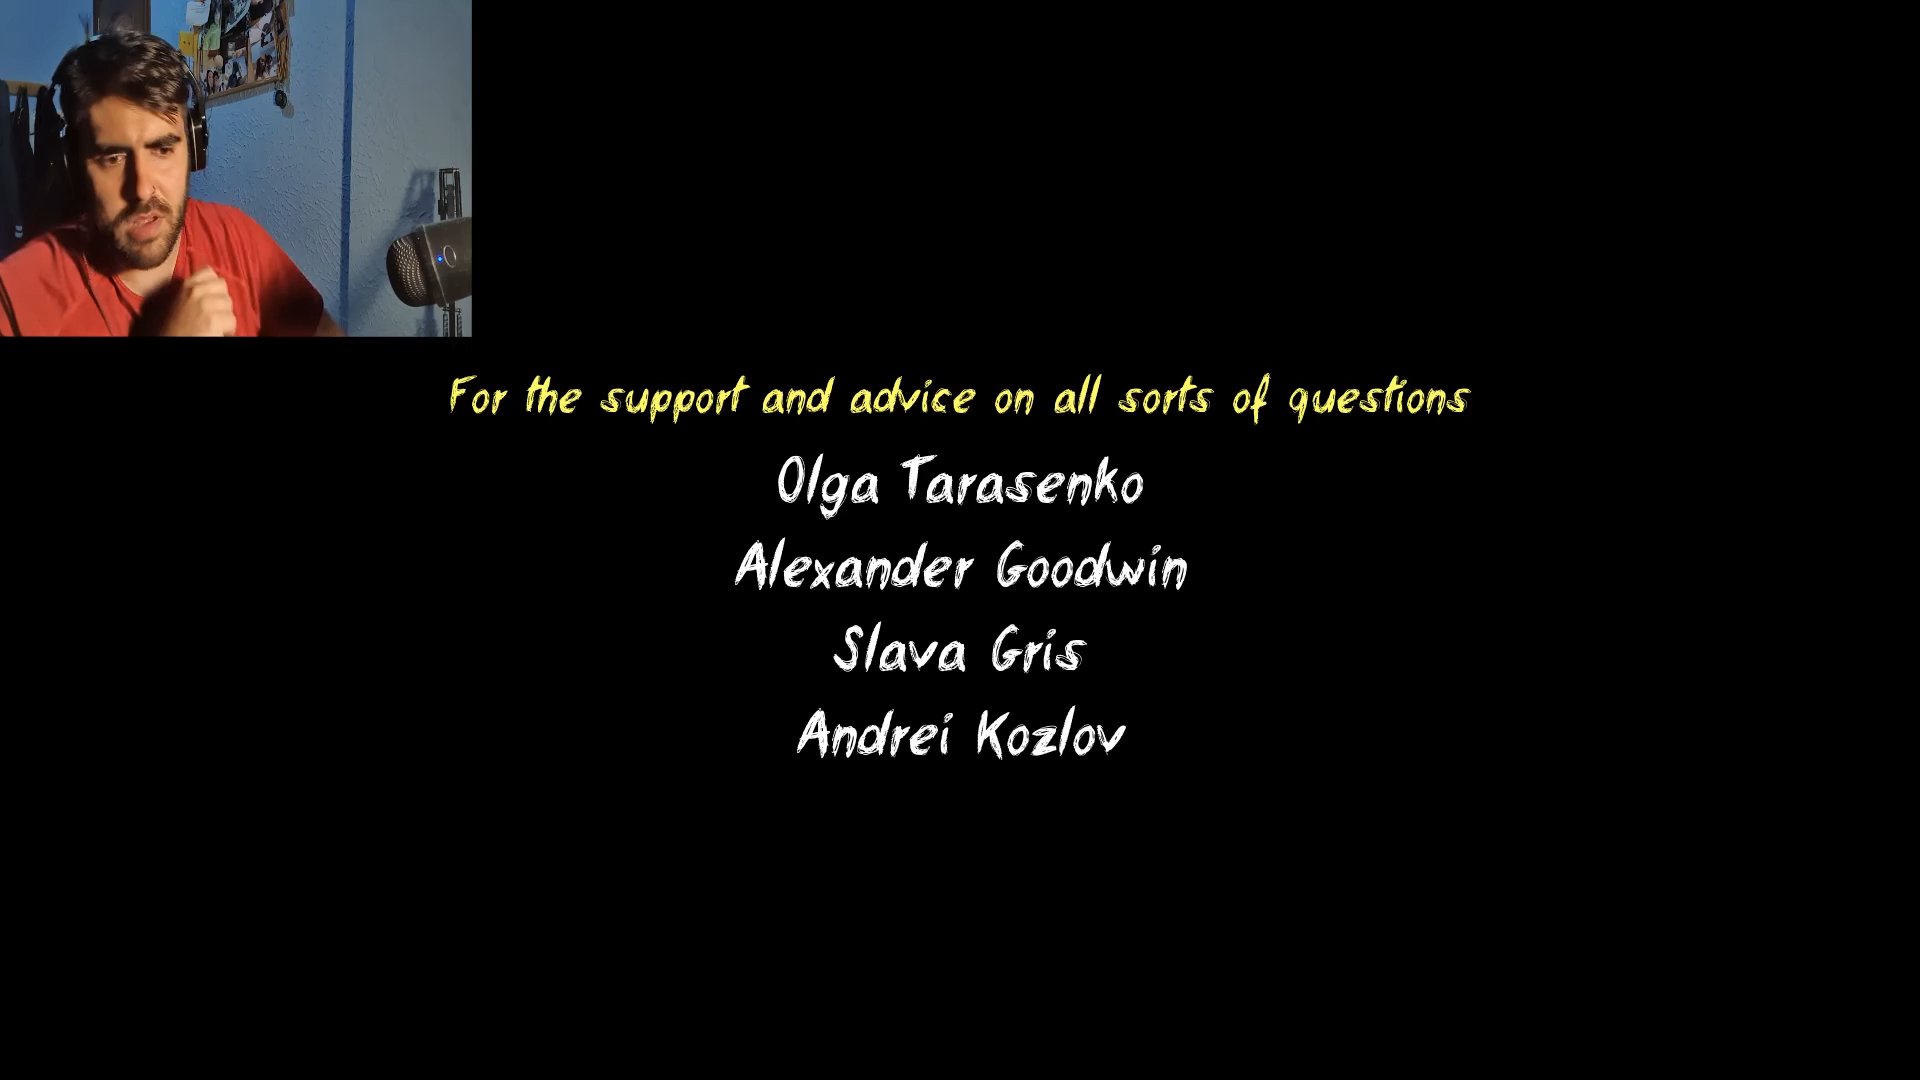 For the support and advice on all sorts of questions
Olga Tarasenko
Alexander Goodwin
Slava Gris
Andrei Kozlov